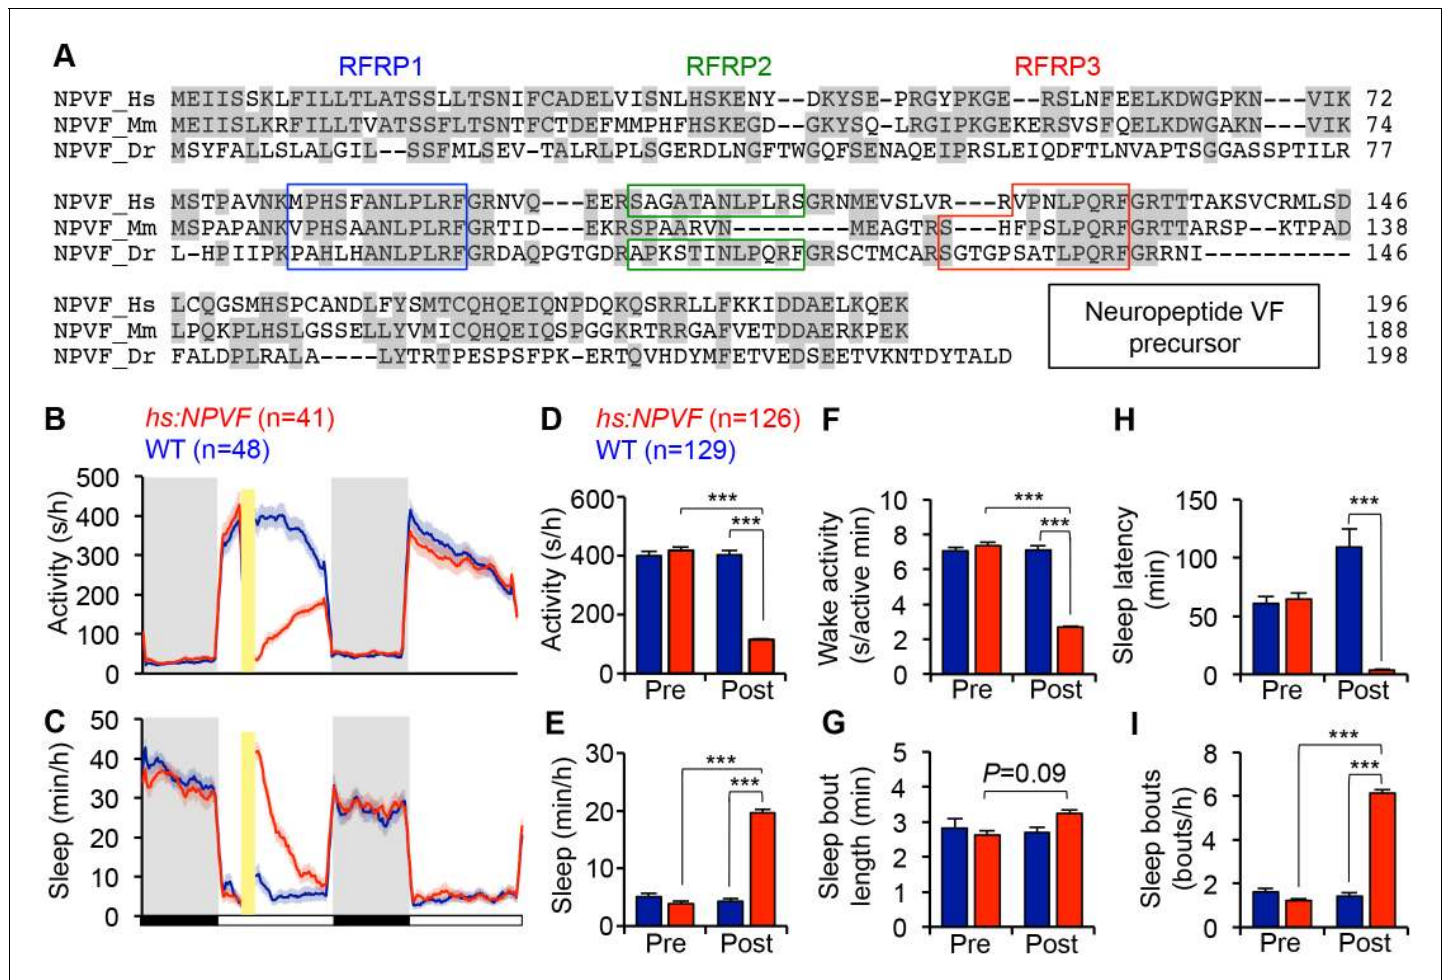 A
RFRP1 RFRP2 RFRP3
NPVF_Hs MEIISSKLFILLTLATSSLLTSNIFCADELVISNLHSKENY--DKYSE-PRGYPKGE--RSLNFEELKDWGPKN---VIK 72
NPVF_Mm MEIISLKRFILLTVATSSFLTSNTFCTDEFMMPHFHSKEGD--GKYSQ-LRGIPKGEKERSVSFQELKDWGAKN---VIK 74
NPVF_Dr MSYFALLSLALGIL--SSFMLSEV-TALRLPLSGERDLNGFTWGQFSENAQEIPRSLEIQDFTLNVAPTSGGASSPTILR 77
NPVF_Hs MSTPAVNKMPHSFANLPLRFGRNVQ---EERSAGATANLPLRSGRNMEVSLVR---RVPNLPQRFGRTTTAKSVCRMLSD 146
NPVF_Mm MSPAPANKVPHSAANLPLRFGRTID---EKRSPAARVN--------MEAGTRS---HFPSLPQRFGRTTARSP--KTPAD 138
NPVF_Dr L-HPIIPKPAHLHANLPLRFGRDAQPGTGDRAPKSTINLPQRFGRSCTMCARSGTGPSATLPQRFGRRNI---------- 146
NPVF_Hs LCQGSMHSPCANDLFYSMTCQHQEIQNPDQKQSRRLLFKKIDDAELKQEK 196
NPVF_Mm LPQKPLHSLGSSELLYVMICQHQEIQSPGGKRTRRGAFVETDDAERKPEK 188
NPVF_Dr FALDPLRALA----LYTRTPESPSFPK-ERTQVHDYMFETVEDSEETVKNTDYTALD 198
Neuropeptide VF
precursor
B
hs:NPVF (n=41)
WT (n=48)
Activity (s/h)
500
400
300
200
100
0
C
Sleep (min/h)
50
40
30
20
10
0
D
hs:NPVF (n=126)
WT (n=129)
Activity (s/h)
600
400
200
0
***
***
Pre Post
E
Sleep (min/h)
30
20
10
0
***
***
Pre Post
F
Wake activity
(s/active min)
10
8
6
4
2
0
***
***
Pre Post
G
Sleep bout
length (min)
5
4
3
2
1
0
P=0.09
Pre Post
H
Sleep latency
(min)
150
100
50
0
***
Pre Post
I
Sleep bouts
(bouts/h)
8
6
4
2
0
***
***
Pre Post